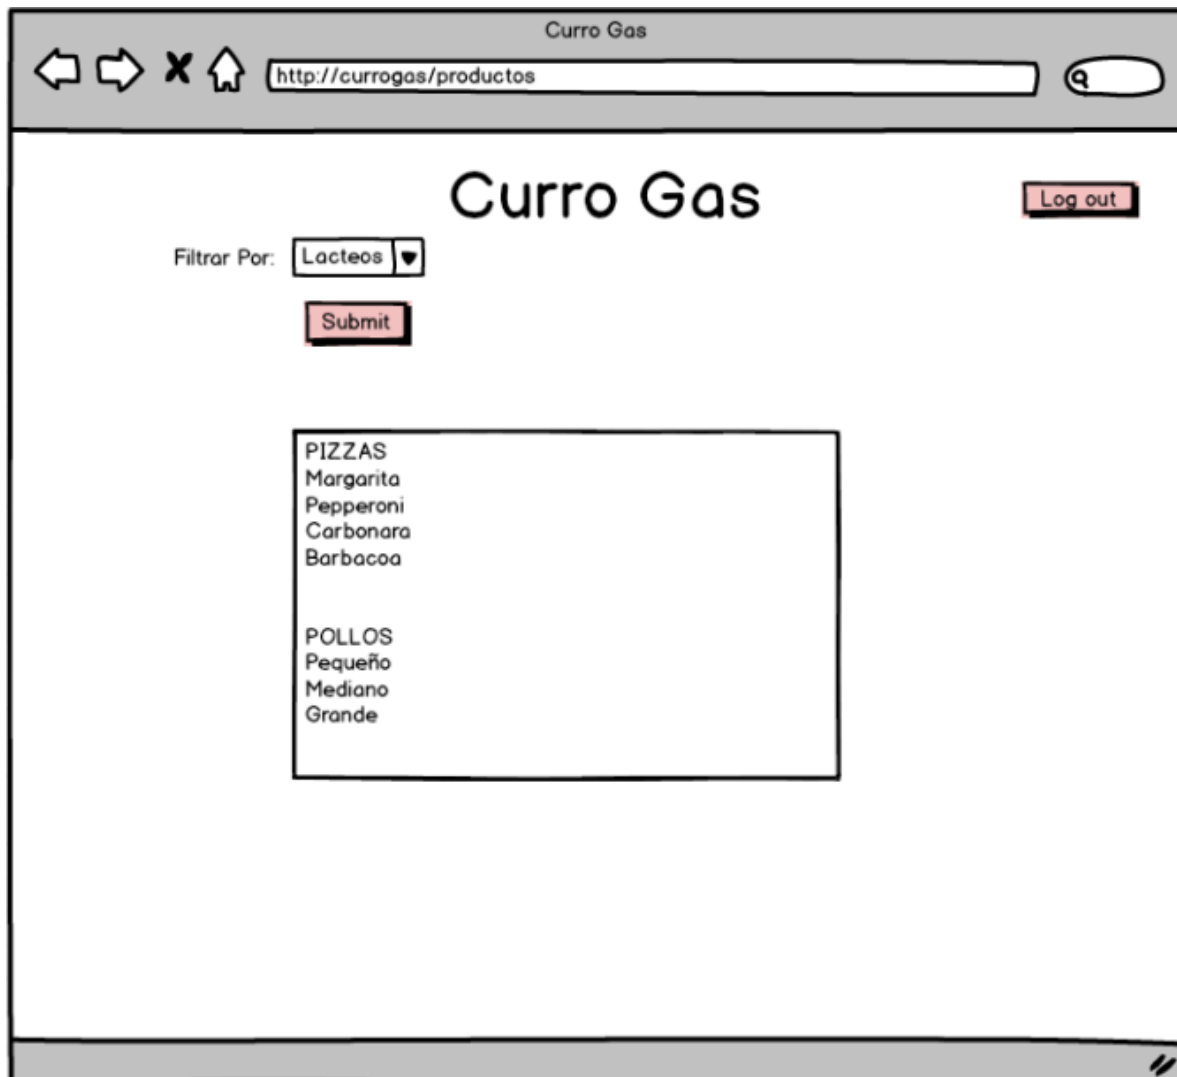 Curro Gas
http://currogas/productos
Curro Gas
Log out
Filtrar Por:
Lacteos
Submit
PIZZAS
Margarita
Pepperoni
Carbonara
Barbacoa
POLLOS
Pequeño
Mediano
Grande